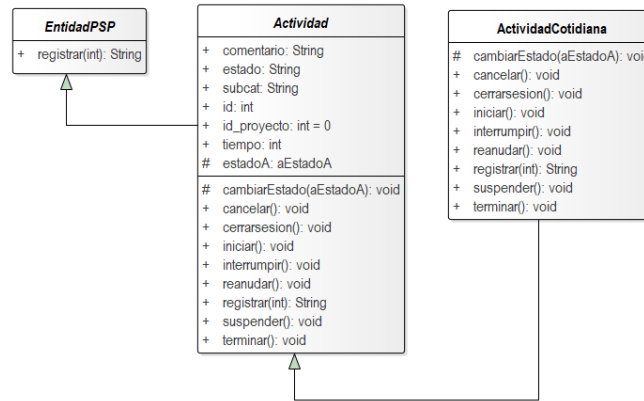 EntidadPSP
+ registrar(int): String
Actividad
+ comentario: String
+ estado: String
+ subcat: String
+ id: int
+ id_proyecto: int = 0
+ tiempo: int
# estadoA: aEstadoA
# cambiarEstado(aEstadoA): void
+ cancelar(): void
+ cerrarsesion(): void
+ iniciar(): void
+ interrumpir(): void
+ reanudar(): void
+ registrar(int): String
+ suspender(): void
+ terminar(): void
ActividadCotidiana
# cambiarEstado(aEstadoA): voi
+ cancelar(): void
+ cerrarsesion(): void
+ iniciar(): void
+ interrumpir(): void
+ reanudar(): void
+ registrar(int): String
+ suspender(): void
+ terminar(): void